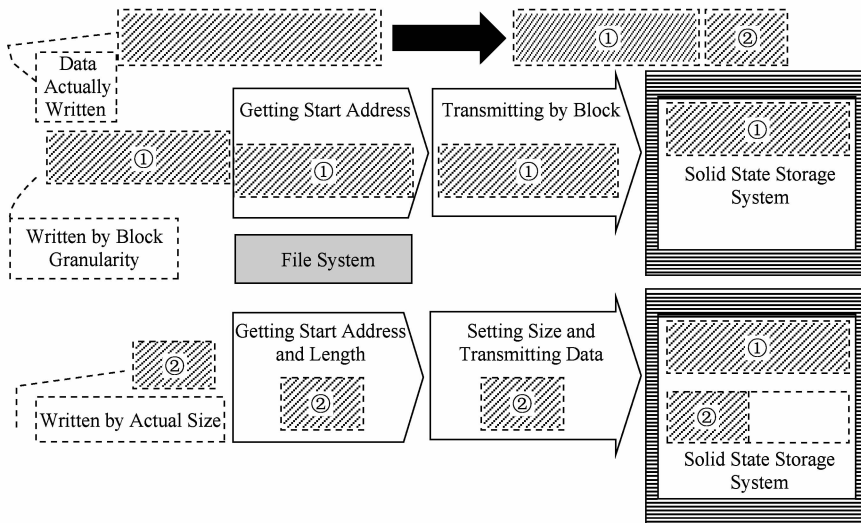 ① ②
Data
Actually
Written
Getting Start Address
Transmitting by Block
①
①
①
①
Solid State Storage
System
Written by Block
Granularity
File System
Getting Start Address
and Length
Setting Size and
Transmitting Data
①
②
②
②
②
Written by Actual Size
Solid State Storage
System